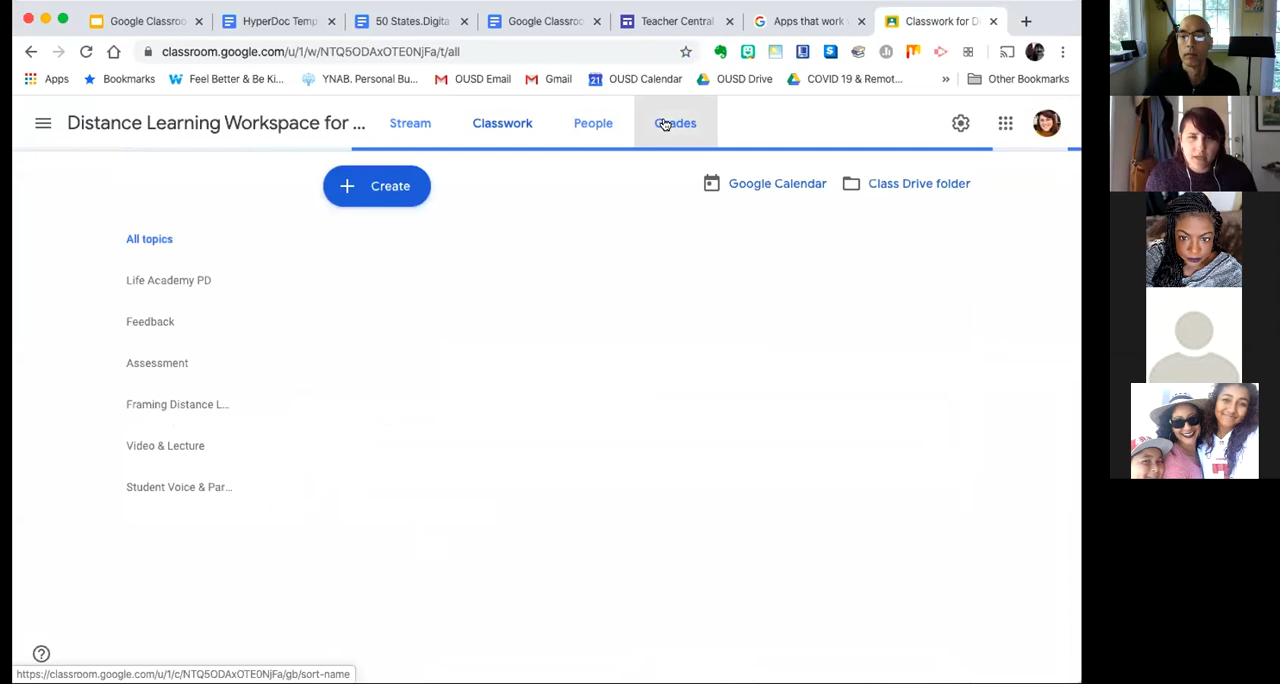 Google Classroo
HyperDoc Temp
50 States.Digita
Google Classroo
Teacher Central
Apps that work
Classwork for D
classroom.google.com/u/1/w/NTQ5ODAxOTE0NjFa/t/all
Apps
Bookmarks
Feel Better & Be Ki...
YNAB. Personal Bu...
OUSD Email
Gmail
21
OUSD Calendar
OUSD Drive
COVID 19 & Remot...
»
Other Bookmarks
Distance Learning Workspace for ...
Stream
Classwork
People
Grades
+ Create
Google Calendar
Class Drive folder
All topics
Life Academy PD
Feedback
Assessment
Framing Distance L...
Video & Lecture
Student Voice & Par...
https://classroom.google.com/u/1/c/NTQ5ODAxOTE0NjFa/gb/sort-name